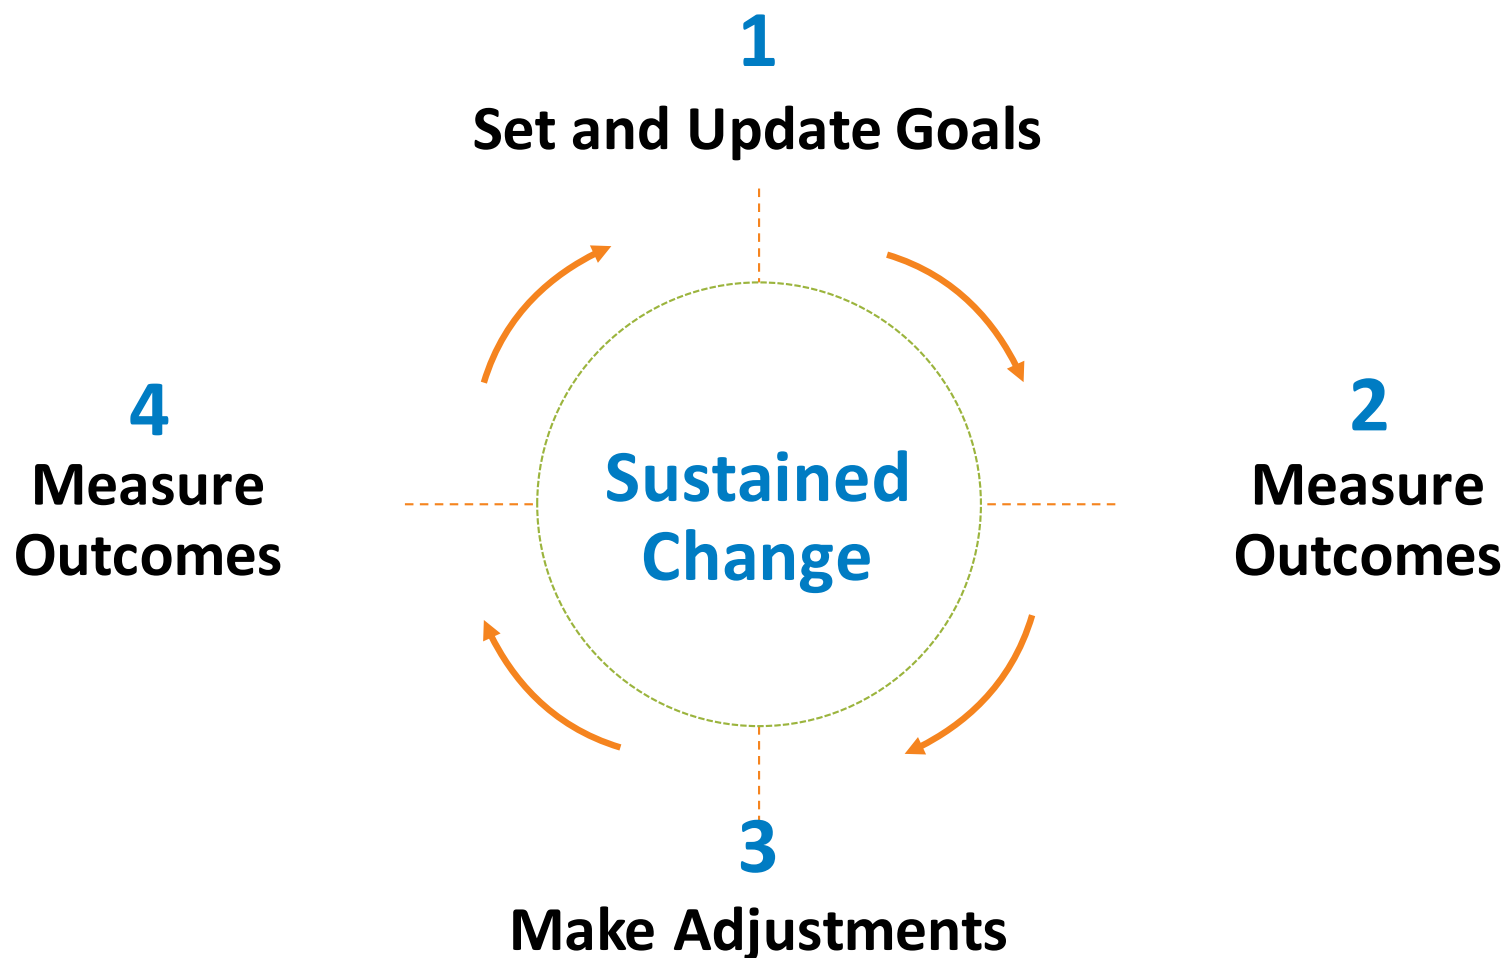 1
Set and Update Goals
2
Measure
Outcomes
3
Make Adjustments
4
Measure
Outcomes
Sustained
Change